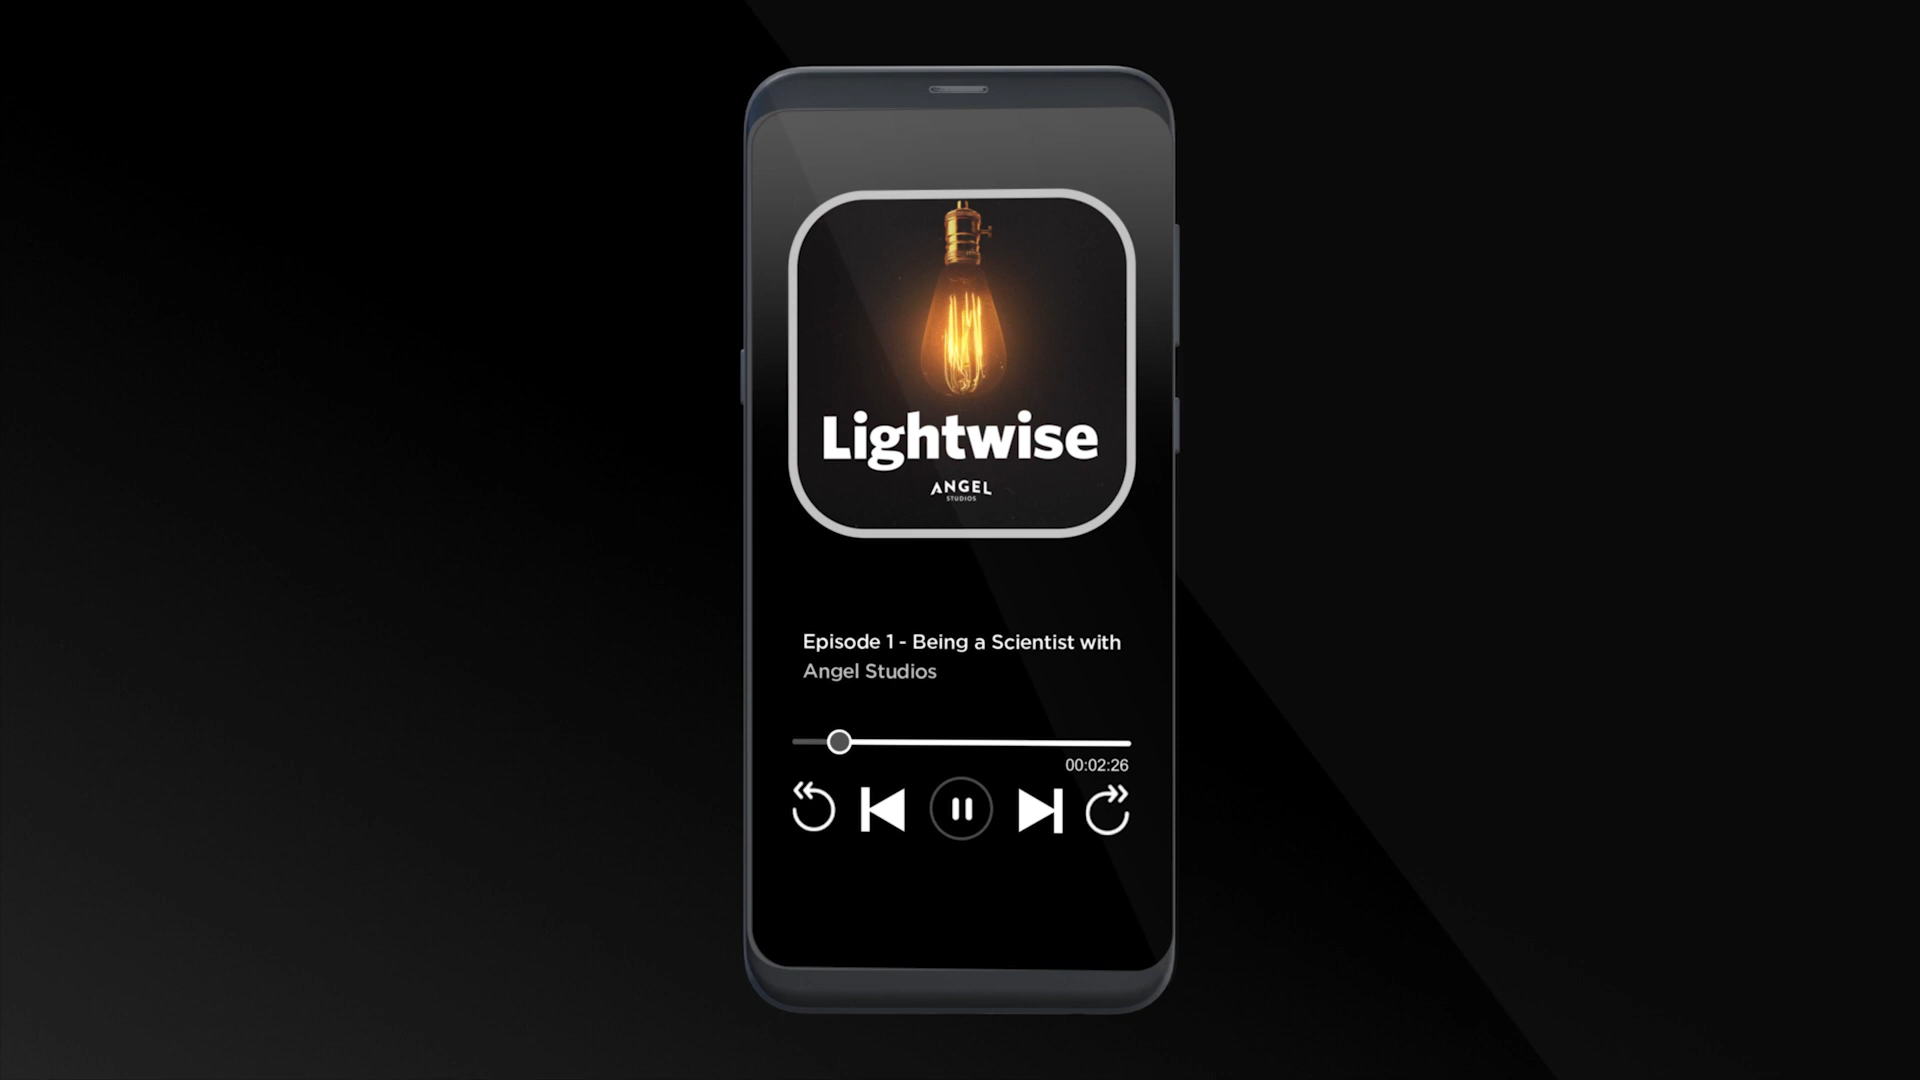 Lightwise
ANGEL
STUDIOS
Episode 1 - Being a Scientist with
Angel Studios
00:02:26